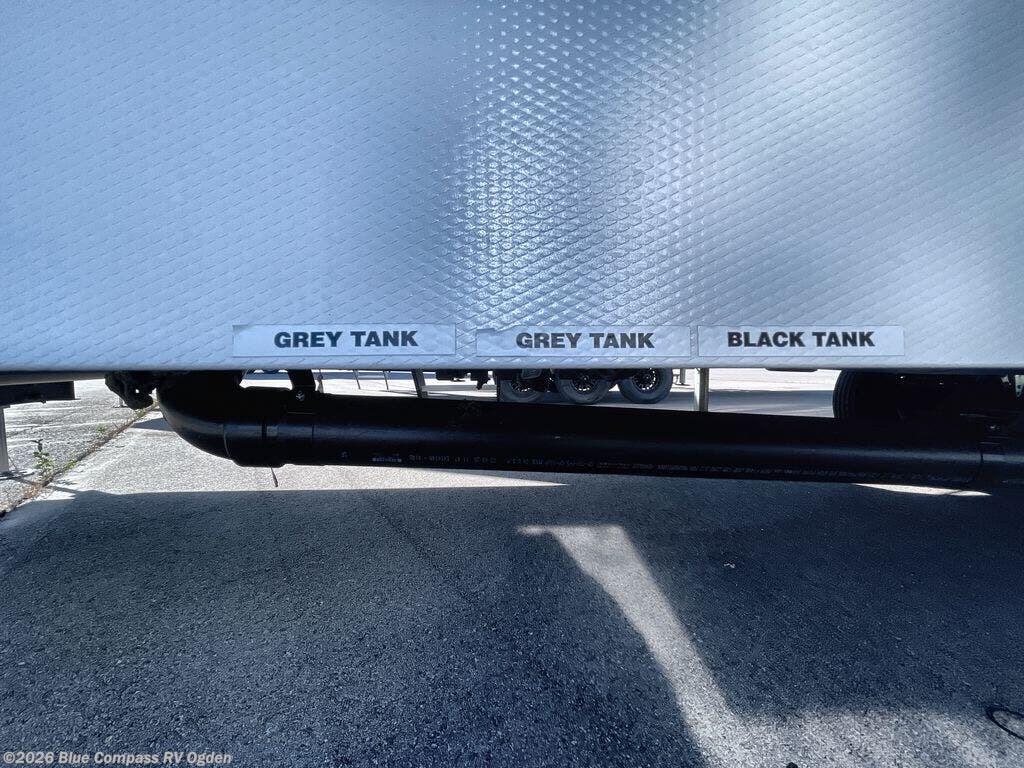 GREY TANK
GREY TANK
BLACK TANK
©2026 Blue Compass RV Ogden